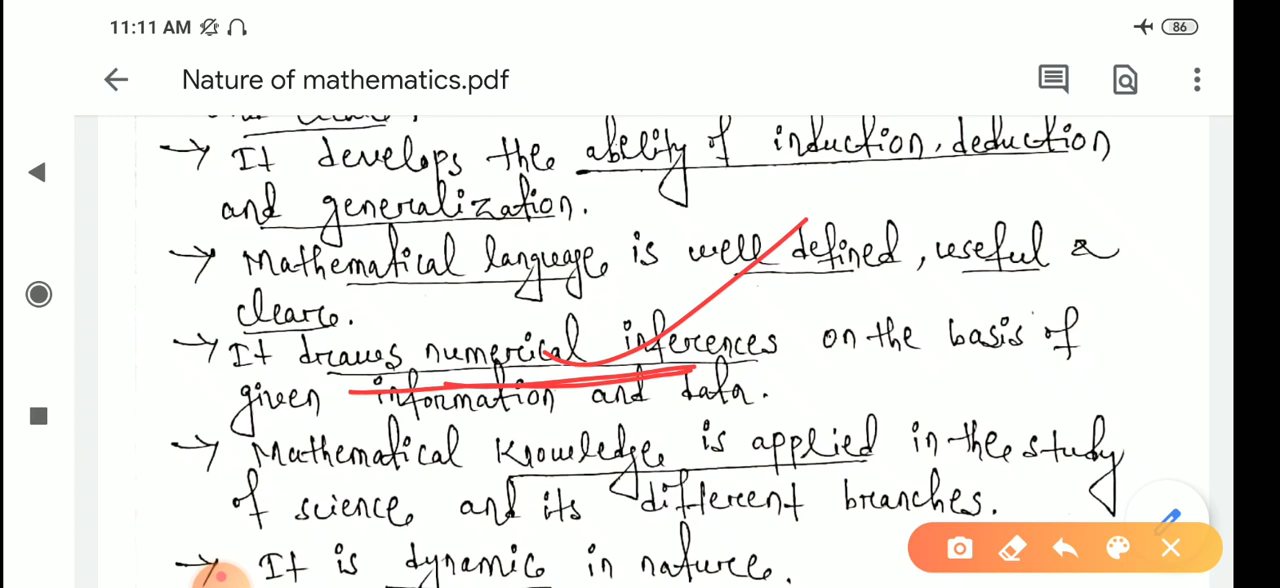 11:11 AM
86
Nature of mathematics.pdf
→ It develops the ability of induction, deduction
and generalization.
→ Mathematical language is well defined, useful &
clear.
→ It draws numerical inferences on the basis of
given information and data.
→ Mathematical knowledge is applied in the study
of science and its different branches.
→ It is dynamic in nature.